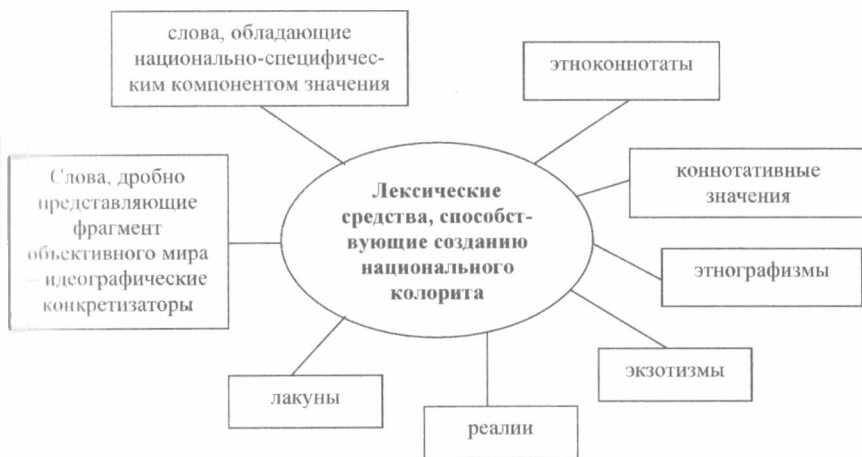 слова, обладающие
национально-специфичес-
ким компонентом значения
этноконнотаты
Слова, дробно
представляющие
фрагмент
объективного мира
– идеографические
конкретизаторы
Лексические
средства, способст-
вующие созданию
национального
колорита
коннотативные
значения
этнографизмы
экзотизмы
лакуны
реалии